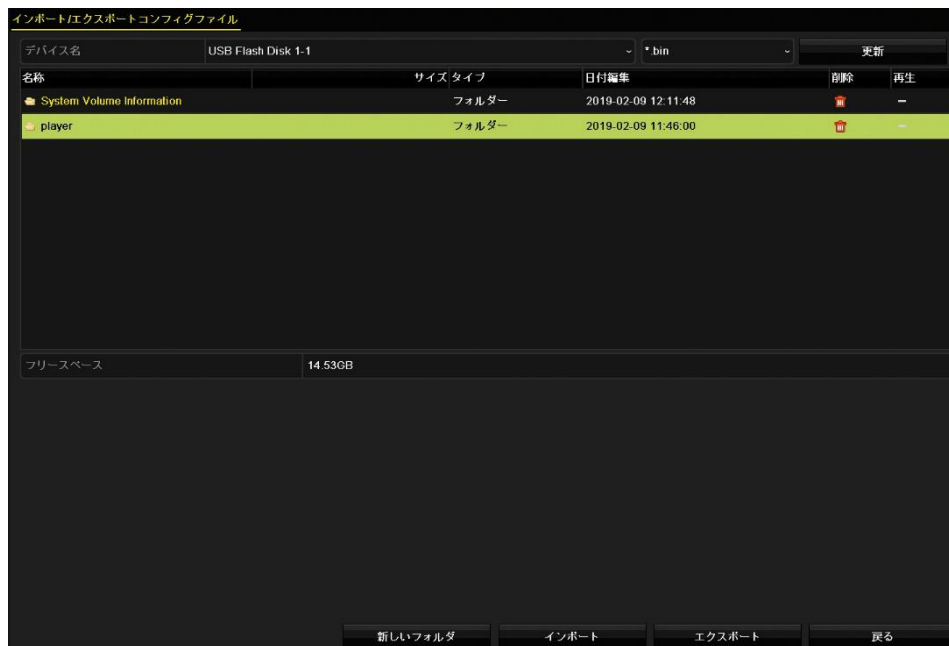 インポート/エクスポートコンフィグファイル
デバイス名 USB Flash Disk 1-1 *.bin 更新
名称 サイズ タイプ 日付編集 削除 再生
System Volume Information フォルダー 2019-02-09 12:11:48 –
player フォルダー 2019-02-09 11:46:00 –
フリースペース 14.53GB
新しいフォルダ インポート エクスポート 戻る